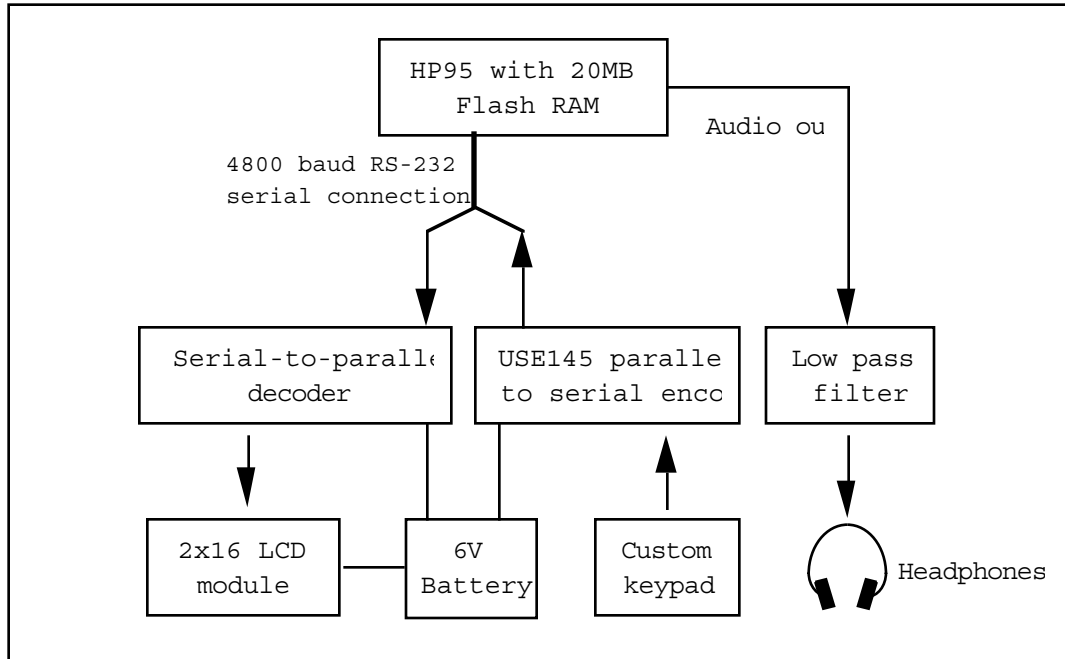 HP95 with 20MB
Flash RAM
Audio ou
4800 baud RS-232
serial connection
Serial-to-paralle
decoder
USE145 paralle
to serial enco
Low pass
filter
2x16 LCD
module
6V
Battery
Custom
keypad
Headphones